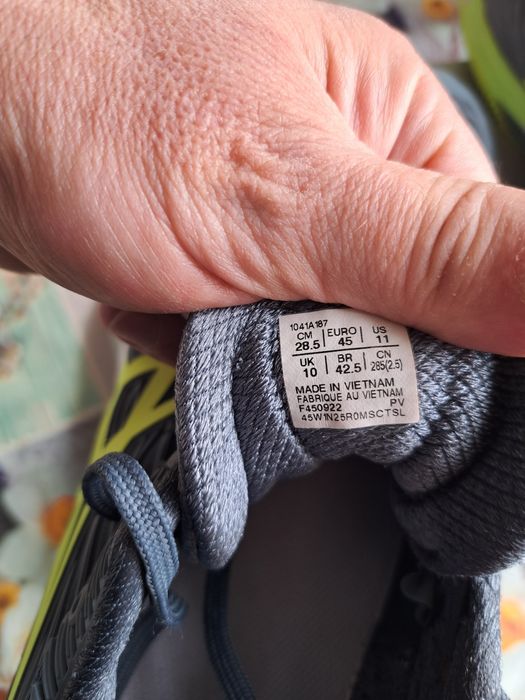 1041A187
CM EURO US
28.5 45 11
UK BR CN
10 42.5 285(2.5)
MADE IN VIETNAM
FABRIQUE AU VIETNAM
F450922 PV
45W1N25R0MSCTSL